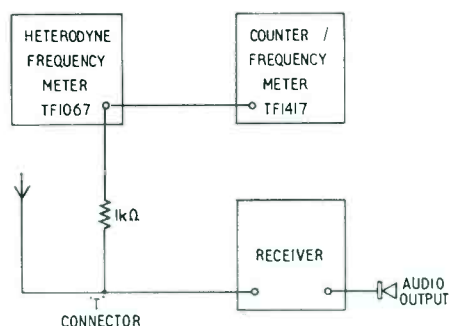 HETERODYNE
FREQUENCY
METER
TF1067
COUNTER /
FREQUENCY
METER
TF1417
1kΩ
RECEIVER
AUDIO
OUTPUT
'T'
CONNECTOR